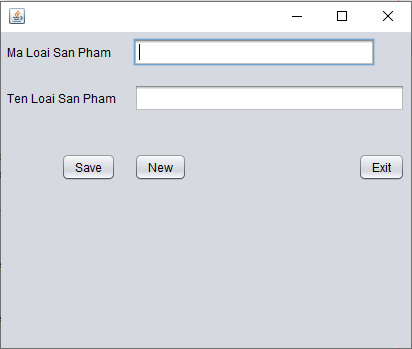 Ma Loai San Pham
Ten Loai San Pham
Save New Exit